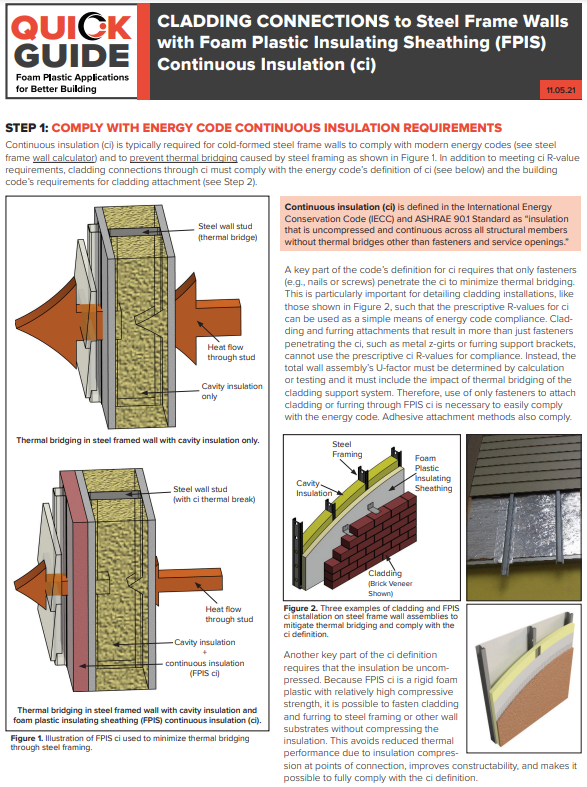 QUICK
GUIDE
Foam Plastic Applications
for Better Building
CLADDING CONNECTIONS to Steel Frame Walls
with Foam Plastic Insulating Sheathing (FPIS)
Continuous Insulation (ci)
11.05.21
STEP 1: COMPLY WITH ENERGY CODE CONTINUOUS INSULATION REQUIREMENTS
Continuous insulation (ci) is typically required for cold-formed steel frame walls to comply with modern energy codes (see steel
frame wall calculator) and to prevent thermal bridging caused by steel framing as shown in Figure 1. In addition to meeting ci R-value
requirements, cladding connections through ci must comply with the energy code's definition of ci (see below) and the building
code's requirements for cladding attachment (see Step 2).
Steel wall stud
(thermal bridge)
Heat flow
through stud
Cavity insulation
only
Thermal bridging in steel framed wall with cavity insulation only.
Steel wall stud
(with ci thermal break)
Heat flow
through stud
Cavity insulation
+
continuous insulation
(FPIS ci)
Thermal bridging in steel framed wall with cavity insulation and
foam plastic insulating sheathing (FPIS) continuous insulation (ci).
Figure 1. Illustration of FPIS ci used to minimize thermal bridging
through steel framing.
Continuous insulation (ci) is defined in the International Energy
Conservation Code (IECC) and ASHRAE 90.1 Standard as "insulation
that is uncompressed and continuous across all structural members
without thermal bridges other than fasteners and service openings."
A key part of the code's definition for ci requires that only fasteners
(e.g., nails or screws) penetrate the ci to minimize thermal bridging.
This is particularly important for detailing cladding installations, like
those shown in Figure 2, such that the prescriptive R-values for ci
can be used as a simple means of energy code compliance. Clad-
ding and furring attachments that result in more than just fasteners
penetrating the ci, such as metal z-girts or furring support brackets,
cannot use the prescriptive ci R-values for compliance. Instead, the
total wall assembly's U-factor must be determined by calculation
or testing and it must include the impact of thermal bridging of the
cladding support system. Therefore, use of only fasteners to attach
cladding or furring through FPIS ci is necessary to easily comply
with the energy code. Adhesive attachment methods also comply.
Steel
Framing
Cavity
Insulation
Foam
Plastic
Insulating
Sheathing
Cladding
(Brick Veneer
Shown)
Figure 2. Three examples of cladding and FPIS
ci installation on steel frame wall assemblies to
mitigate thermal bridging and comply with the
ci definition.
Another key part of the ci definition
requires that the insulation be uncom-
pressed. Because FPIS ci is a rigid foam
plastic with relatively high compressive
strength, it is possible to fasten cladding
and furring to steel framing or other wall
substrates without compressing the
insulation. This avoids reduced thermal
performance due to insulation compres-
sion at points of connection, improves constructability, and makes it
possible to fully comply with the ci definition.